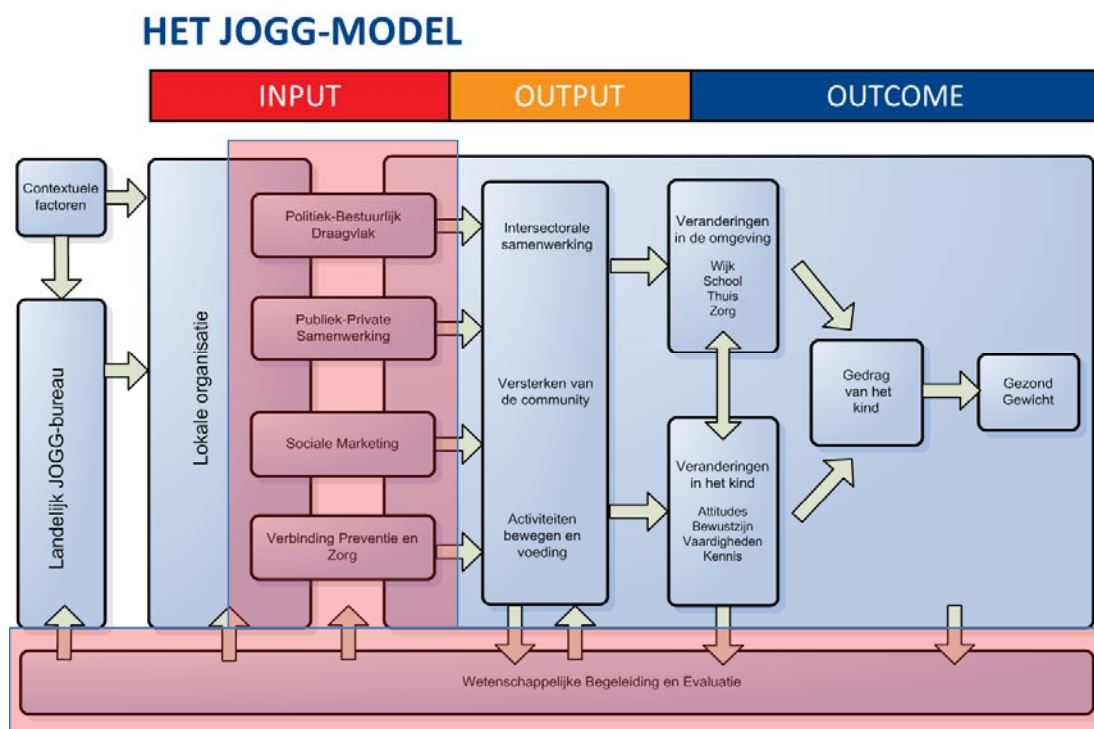 HET JOGG-MODEL
INPUT
OUTPUT
OUTCOME
Contextuele
factoren
Landelijk JOGG-bureau
Lokale organisatie
Politiek-Bestuurlijk
Draagvlak
Publiek-Private
Samenwerking
Sociale Marketing
Verbinding Preventie en
Zorg
Intersectorale
samenwerking
Versterken van
de community
Activiteiten
bewegen en
voeding
Veranderingen
in de omgeving
Wijk
School
Thuis
Zorg
Veranderingen
in het kind
Attitudes
Bewustzijn
Vaardigheden
Kennis
Gedrag
van het
kind
Gezond
Gewicht
Wetenschappelijke Begeleiding en Evaluatie